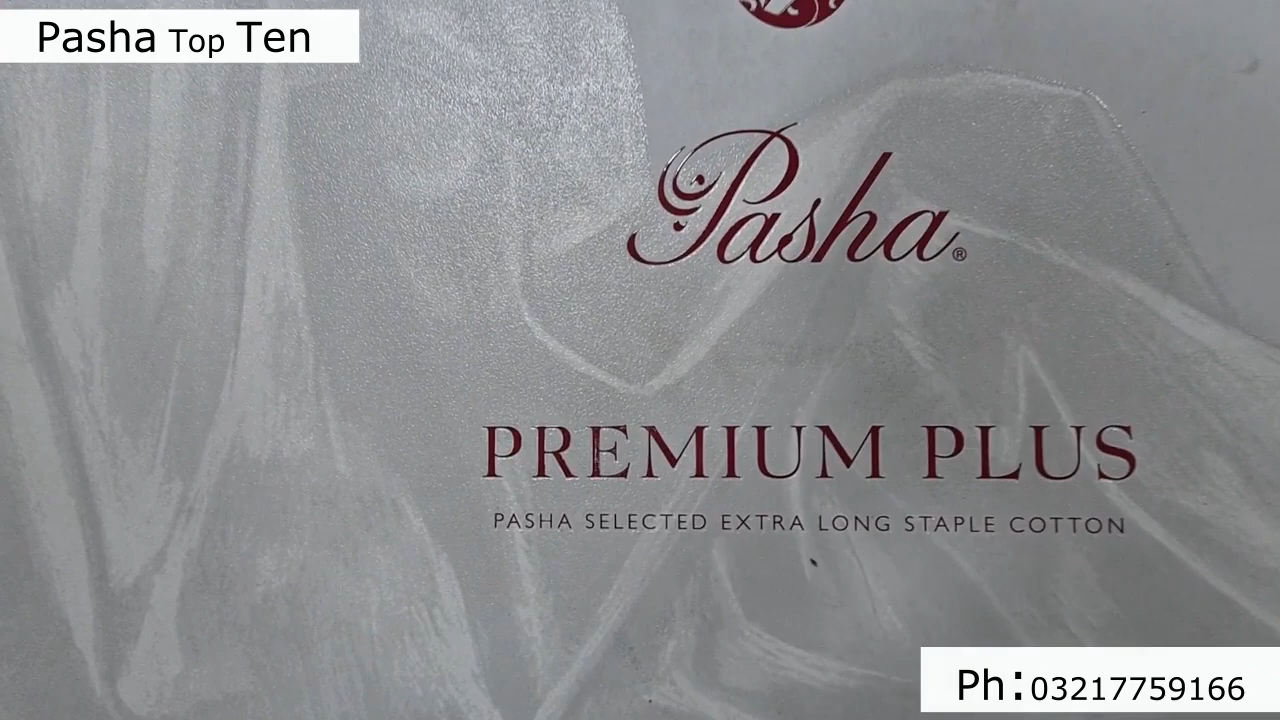 Pasha Top Ten
Pasha®
PREMIUM PLUS
PASHA SELECTED EXTRA LONG STAPLE COTTON
Ph:03217759166